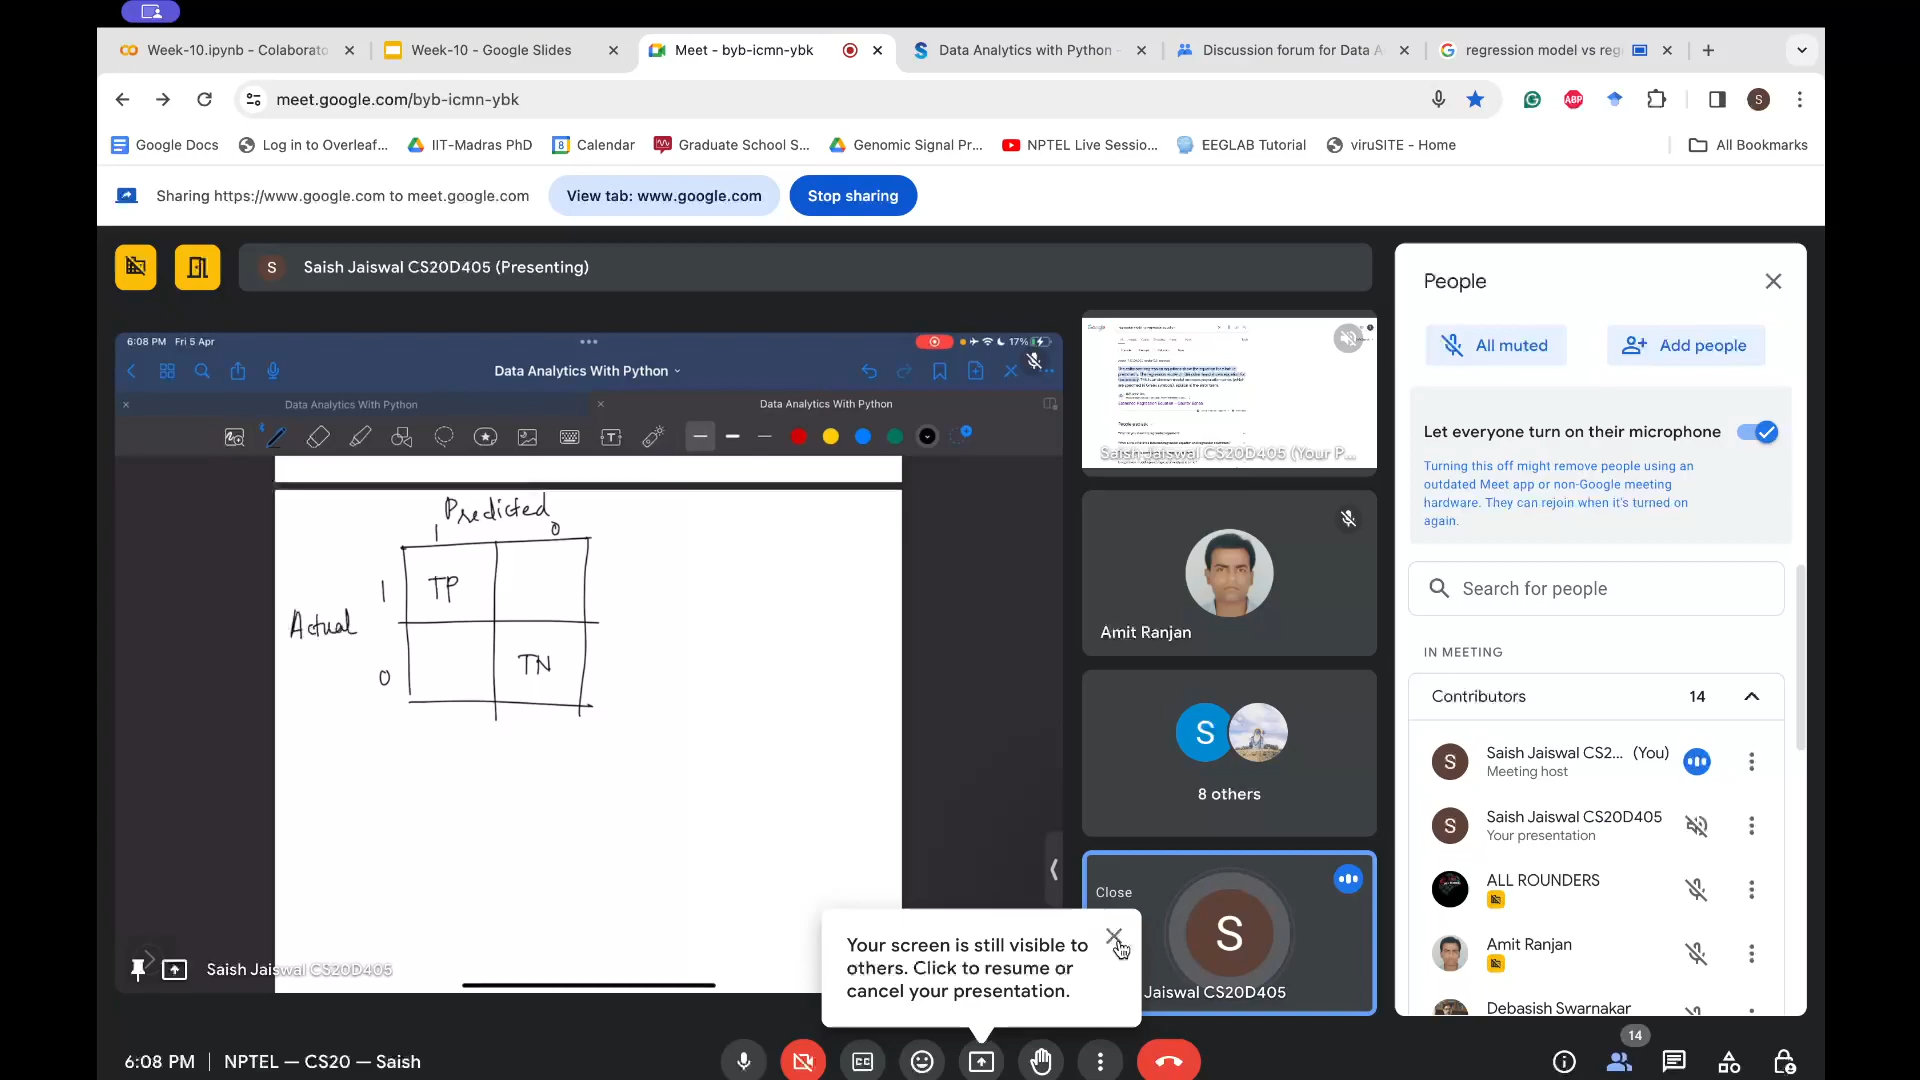 Week-10.ipynb - Colaborato
Week-10 - Google Slides
Meet - byb-icmn-ybk
Data Analytics with Python -
Discussion forum for Data A
regression model vs reg
meet.google.com/byb-icmn-ybk
ABP
S
Google Docs
Log in to Overleaf...
IIT-Madras PhD
8 Calendar
Graduate School S...
Genomic Signal Pr...
NPTEL Live Sessio...
EEGLAB Tutorial
viruSITE - Home
All Bookmarks
Sharing https://www.google.com to meet.google.com
View tab: www.google.com
Stop sharing
S Saish Jaiswal CS20D405 (Presenting)
6:08 PM Fri 5 Apr
17%
Data Analytics With Python
Data Analytics With Python
Data Analytics With Python
Predicted
1 0
1 TP
Actual
0 TN
Saish Jaiswal CS20D405
Saish Jaiswal CS20D405 (Your P...
Amit Ranjan
S
8 others
Close
S
Jaiswal CS20D405
Your screen is still visible to
others. Click to resume or
cancel your presentation.
People
All muted
Add people
Let everyone turn on their microphone
Turning this off might remove people using an
outdated Meet app or non-Google meeting
hardware. They can rejoin when it's turned on
again.
Search for people
IN MEETING
Contributors 14
S Saish Jaiswal CS2... (You)
Meeting host
S Saish Jaiswal CS20D405
Your presentation
ALL ROUNDERS
Amit Ranjan
Debasish Swarnakar
14
6:08 PM | NPTEL — CS20 — Saish
CC